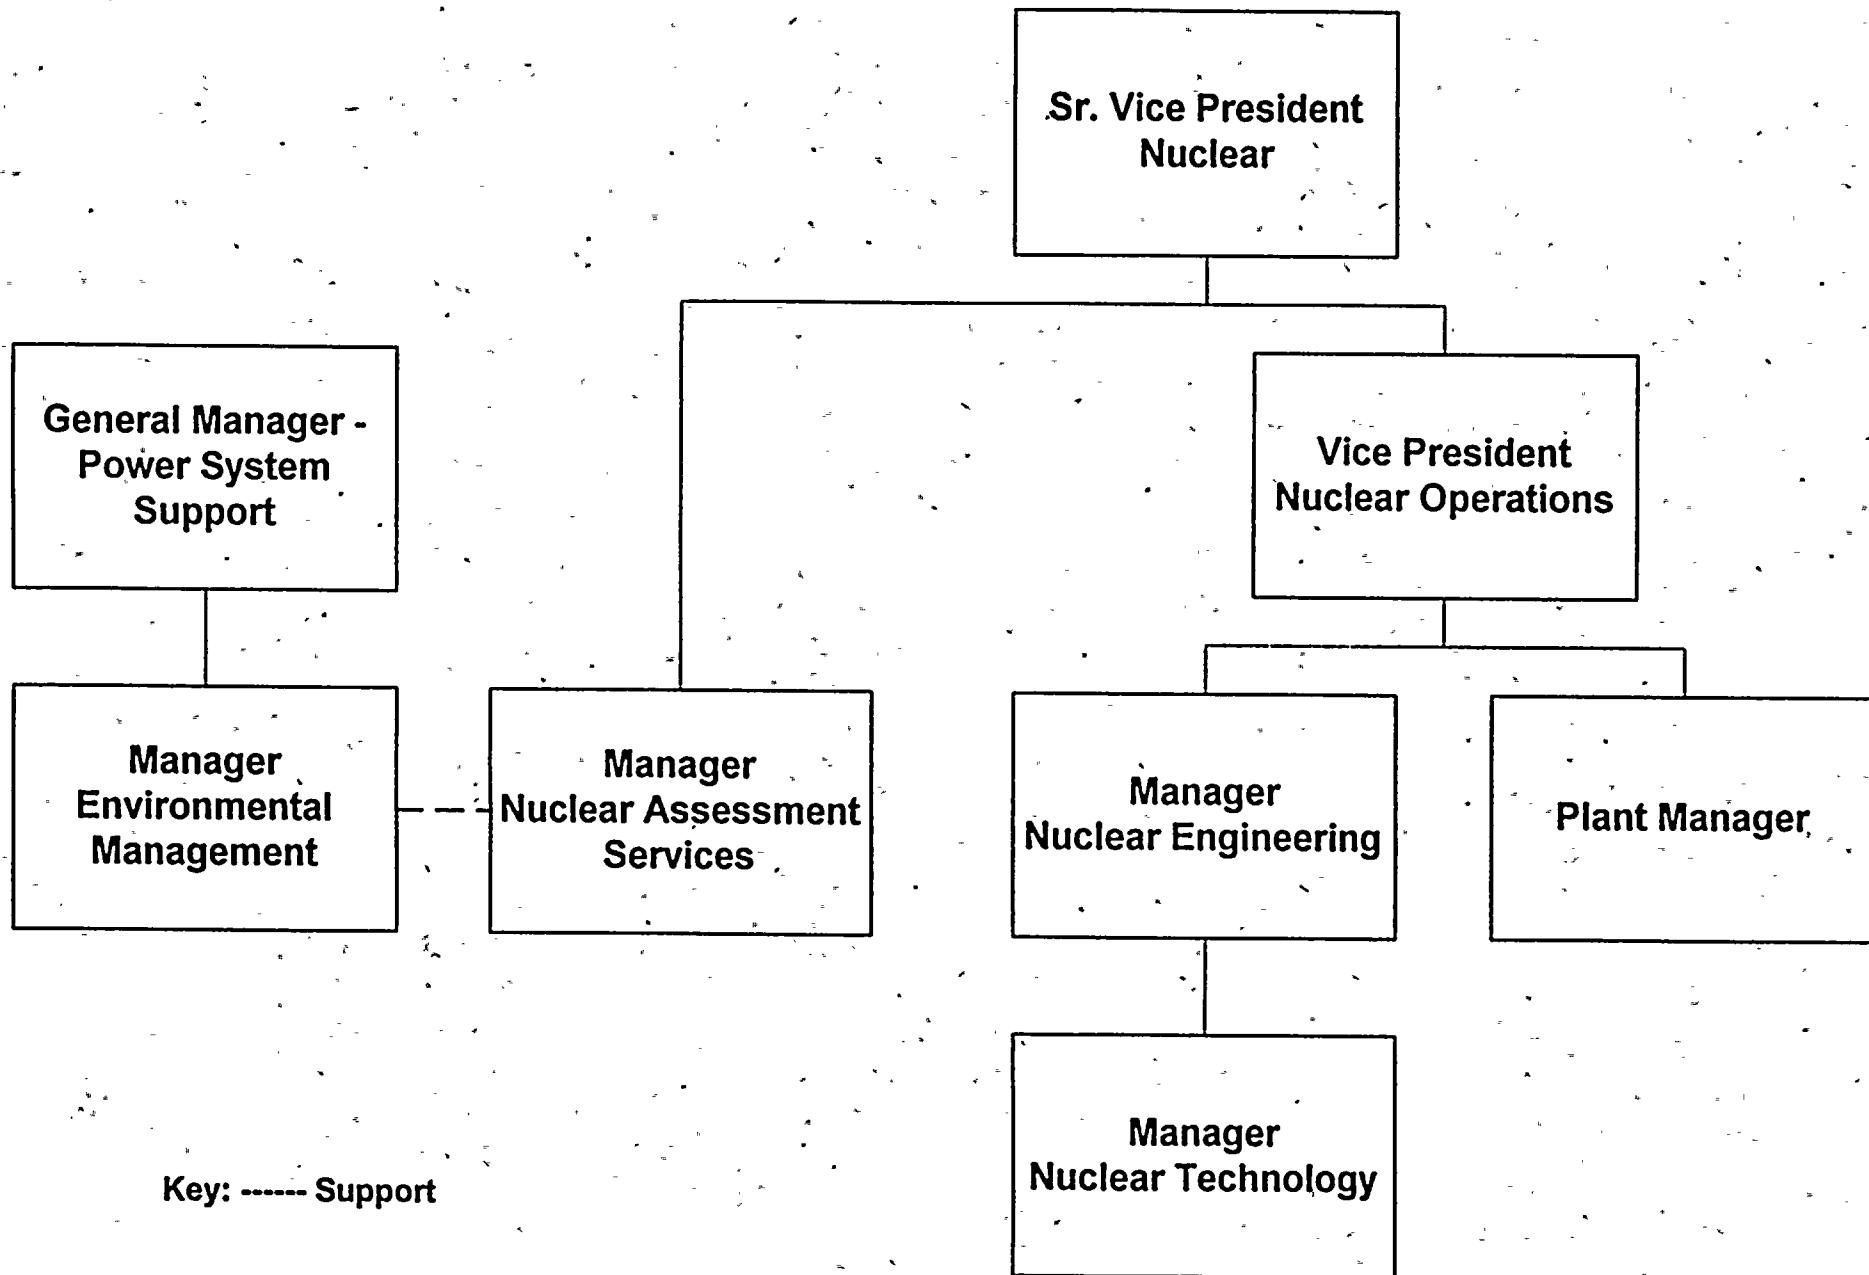 Sr. Vice President
Nuclear
General Manager -
Power System
Support
Vice President
Nuclear Operations
Manager
Environmental
Management
Manager
Nuclear Assessment
Services
Manager
Nuclear Engineering
Plant Manager
Manager
Nuclear Technology
Key: ------ Support